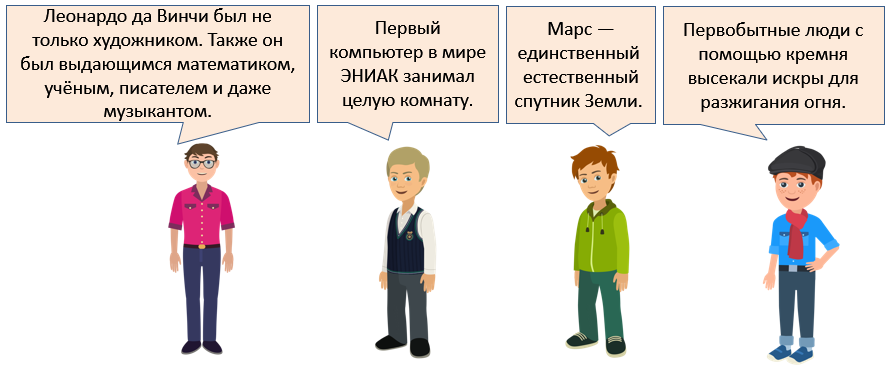 Леонардо да Винчи был не
только художником. Также он
был выдающимся математиком,
учёным, писателем и даже
музыкантом.
Первый
компьютер в мире
ЭНИАК занимал
целую комнату.
Марс —
единственный
естественный
спутник Земли.
Первобытные люди с
помощью кремня
высекали искры для
разжигания огня.